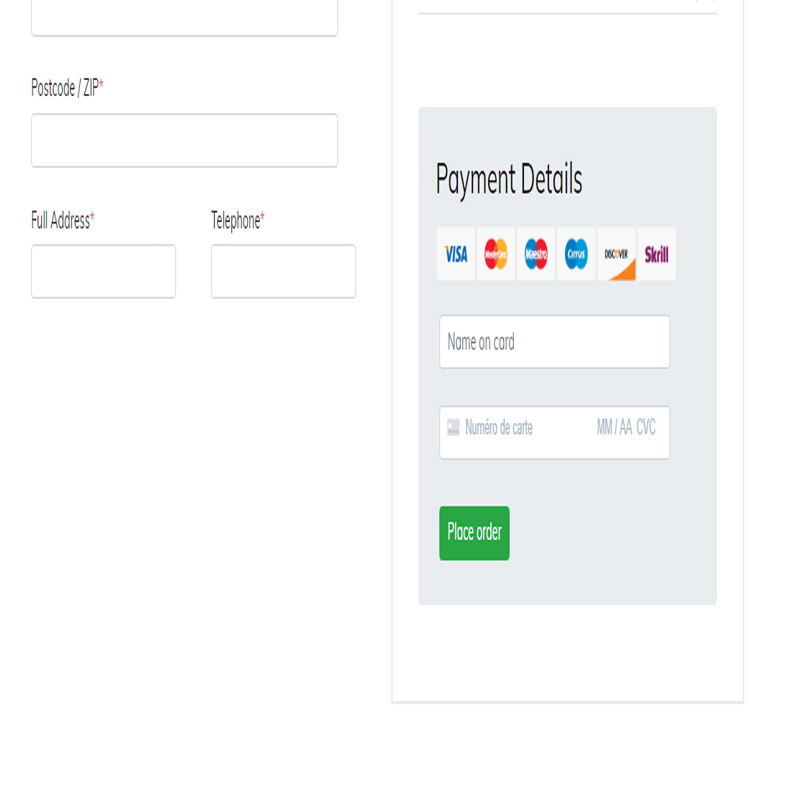 Postcode / ZIP*
Full Address* Telephone*
Payment Details
VISA MasterCard Maestro Cirrus DISCOVER Skrill
Name on card
Numéro de carte MM / AA CVC
Place order